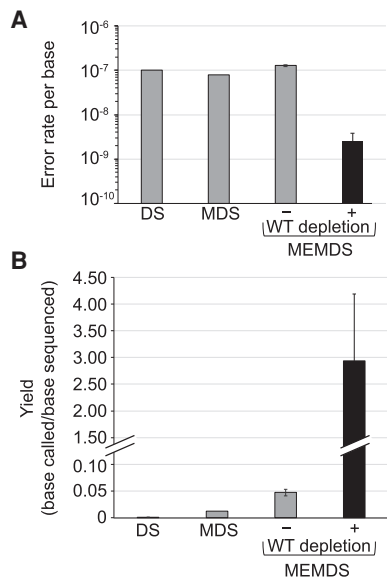 A
Error rate per base
10-6
10-7
10-8
10-9
10-10
DS MDS − +
WT depletion
MEMDS
B
Yield
(base called/base sequenced)
4.50
4.00
3.50
3.00
2.50
2.00
1.50
0.10
0.05
0
DS MDS − +
WT depletion
MEMDS